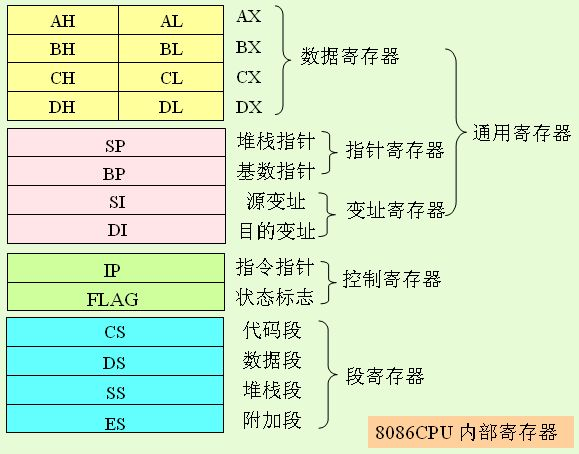 AH AL AX
BH BL BX
CH CL CX
DH DL DX
数据寄存器
SP 堆栈指针
BP 基数指针
指针寄存器
SI 源变址
DI 目的变址
变址寄存器
通用寄存器
IP 指令指针
FLAG 状态标志
控制寄存器
CS 代码段
DS 数据段
SS 堆栈段
ES 附加段
段寄存器
8086CPU 内部寄存器